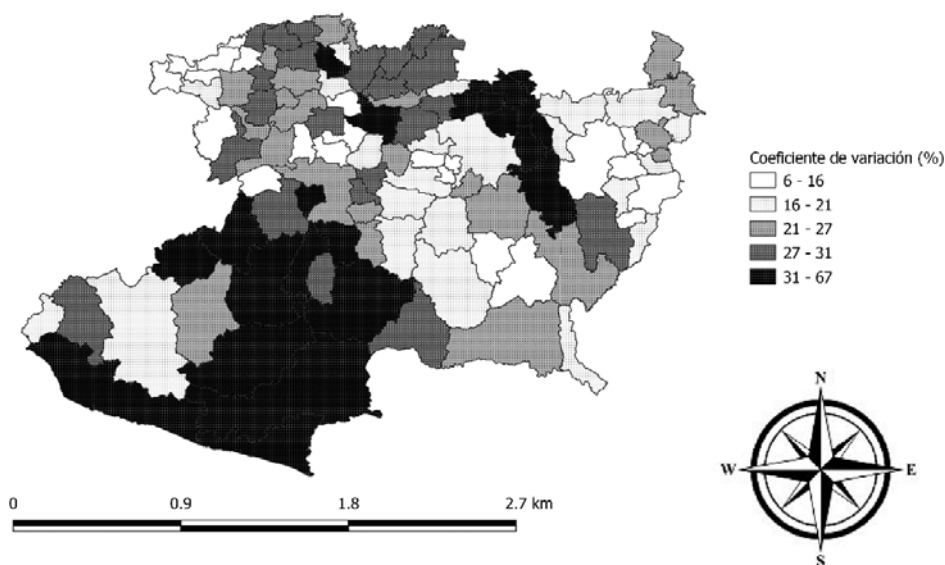 Coeficiente de variación (%)
6 - 16
16 - 21
21 - 27
27 - 31
31 - 67
0 0.9 1.8 2.7 km
N
W E
S